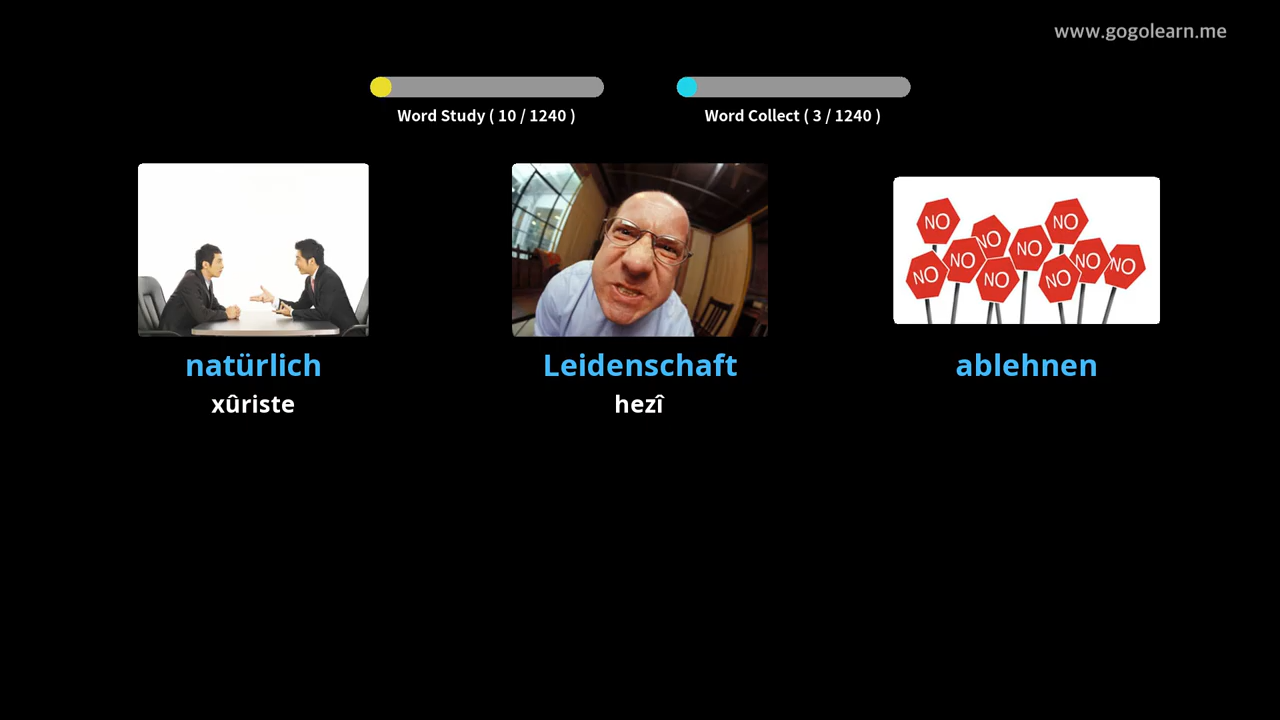 www.gogolearn.me
Word Study ( 10 / 1240 )
Word Collect ( 3 / 1240 )
NO
NO
NO
NO
NO
NO
NO
NO
NO
NO
natürlich
Leidenschaft
ablehnen
xûriste
hezî